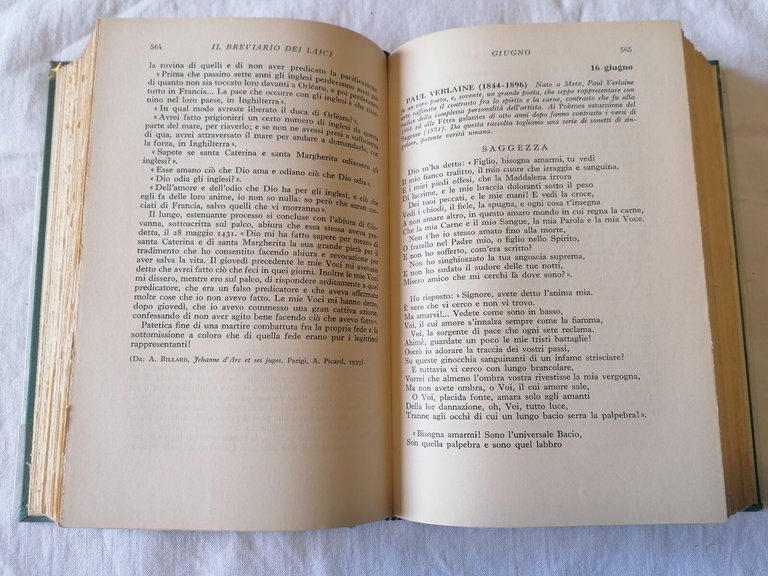 564 IL BREVIARIO DEI LAICI
la rovina di quelli e di non aver predicato la pacificazione.
« Prima che passino sette anni gli inglesi perderanno di
quanto non sia toccato loro davanti a Orléans, e poi perderanno
tutto in Francia... La pace che occorre con gli inglesi è che ritornino
nel loro paese, in Inghilterra ».
« In qual modo avreste liberato il duca di Orléans? »
« Avrei fatto prigionieri un certo numero di inglesi da questa
parte del mare, per riaverlo; e se non ne avessi presi a sufficienza
di qua, avrei attraversato il mare per andare a domandarlo, con
la forza, in Inghilterra ».
« Sapete se santa Caterina e santa Margherita odiassero gli
inglesi? »
« Esse amano ciò che Dio ama e odiano ciò che Dio odia ».
« Dio odia gli inglesi? ».
« Dell'amore e dell'odio che Dio ha per gli inglesi, e ciò che
egli fa delle loro anime, io non so nulla: so però che saran cacciati
di Francia, salvo quelli che vi morranno ».
Il lungo, estenuante processo si concluse con l'abiura di Giovanna,
sottoscritta sul palco, abiura che essa stessa aveva predetta,
il 28 maggio 1431. « Dio mi ha fatto sapere per mezzo di
santa Caterina e di santa Margherita la sua grande pietà per il
tradimento che ho consentito facendo abiura e revocazione per
aver salva la vita. Il giovedì precedente le mie Voci mi avevano
detto avrei fatto ciò che feci in quei giorni. Inoltre le mie Voci
mi dissero, mentre ero sul palco, di rispondere arditamente a quel
predicatore, che era un falso predicatore e che aveva affermato
molte cose che io non avevo fatto. Le mie Voci mi hanno detto,
dopo giovedì, che io avevo commesso una gran cattiva azione,
confessando di non aver agito bene facendo ciò che avevo fatto ».
Patetica fine di una martire combattuta fra la propria fede e la
sottomissione a coloro che di quella fede erano pur i legittimi
rappresentanti!
(Da: A. BILLARD, Jehanne d'Arc et ses juges. Parigi, A. Picard, 1933).
GIUGNO 565
16 giugno
PAUL VERLAINE (1844-1896) Nato a Metz, Paul Verlaine
fu un vero poeta, e, sovente, un grande poeta, che seppe rappresentare con
arte raffinata il contrasto fra lo spirito e la carne, contrasto che fu alla
radice della complessa personalità dell'artista. Ai Poèmes saturniens del
1866 ed alle Fêtes galantes di otto anni dopo fanno contrasto i versi di
Sagesse (1881). Da questa raccolta togliamo una serie di sonetti di singolare,
potente verità umana.
SAGGEZZA
Dio m'ha detto: « Figlio, bisogna amarmi, tu vedi
Il mio fianco trafitto, il mio cuore che irraggia e sanguina,
E i miei piedi offesi, che la Maddalena irrora
Di lacrime, e le mie braccia doloranti sotto il peso
Dei tuoi peccati, e le mie mani! E vedi la croce,
Vedi i chiodi, il fiele, la spugna, e ogni cosa t'insegna
A non amare altro, in questo amaro mondo in cui regna la carne,
Che la mia Carne e il mio Sangue, la mia Parola e la mia Voce.
Non t'ho io stesso amato fino alla morte,
O fratello nel Padre mio, o figlio nello Spirito,
E non ho sofferto, com'era scritto?
Non ho singhiozzato la tua angoscia suprema,
E non ho sudato il sudore delle tue notti,
Misero amico che mi cerchi là dove sono? ».
Ho risposto: « Signore, avete detto l'anima mia.
È vero che vi cerco e non vi trovo.
Ma amarvi!... Vedete come sono in basso,
Voi, il cui amore s'innalza sempre come la fiamma,
Voi, la sorgente di pace che ogni sete reclama.
Ahimè, guardate un poco le mie tristi battaglie!
Oserò io adorare la traccia dei vostri passi,
Su queste ginocchia sanguinanti di un infame strisciare?
E tuttavia vi cerco con lungo brancolare,
Vorrei che almeno l'ombra vostra rivestisse la mia vergogna,
Ma non avete ombra, o Voi, il cui amore sale,
O Voi, placida fonte, amara solo agli amanti
Della lor dannazione, oh, Voi, tutto luce,
Tranne agli occhi di cui un lungo bacio serra la palpebra! ».
« Bisogna amarmi! Sono l'universale Bacio,
Son quella palpebra e sono quel labbro